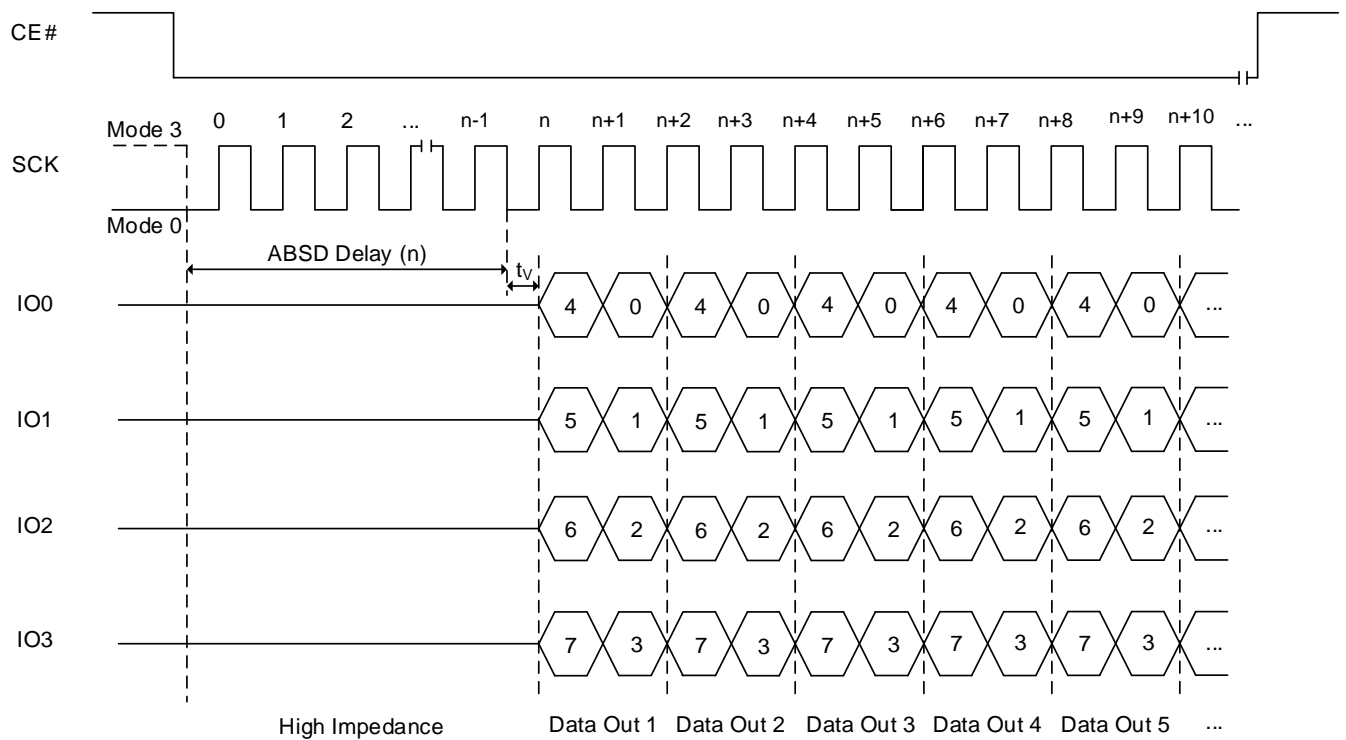 CE#
0 1 2 ... n-1 n n+1 n+2 n+3 n+4 n+5 n+6 n+7 n+8 n+9 n+10 ...
Mode 3
SCK
Mode 0
ABSD Delay (n)
tV
IO0 4 0 4 0 4 0 4 0 4 0 ...
IO1 5 1 5 1 5 1 5 1 5 1 ...
IO2 6 2 6 2 6 2 6 2 6 2 ...
IO3 7 3 7 3 7 3 7 3 7 3 ...
High Impedance Data Out 1 Data Out 2 Data Out 3 Data Out 4 Data Out 5 ...